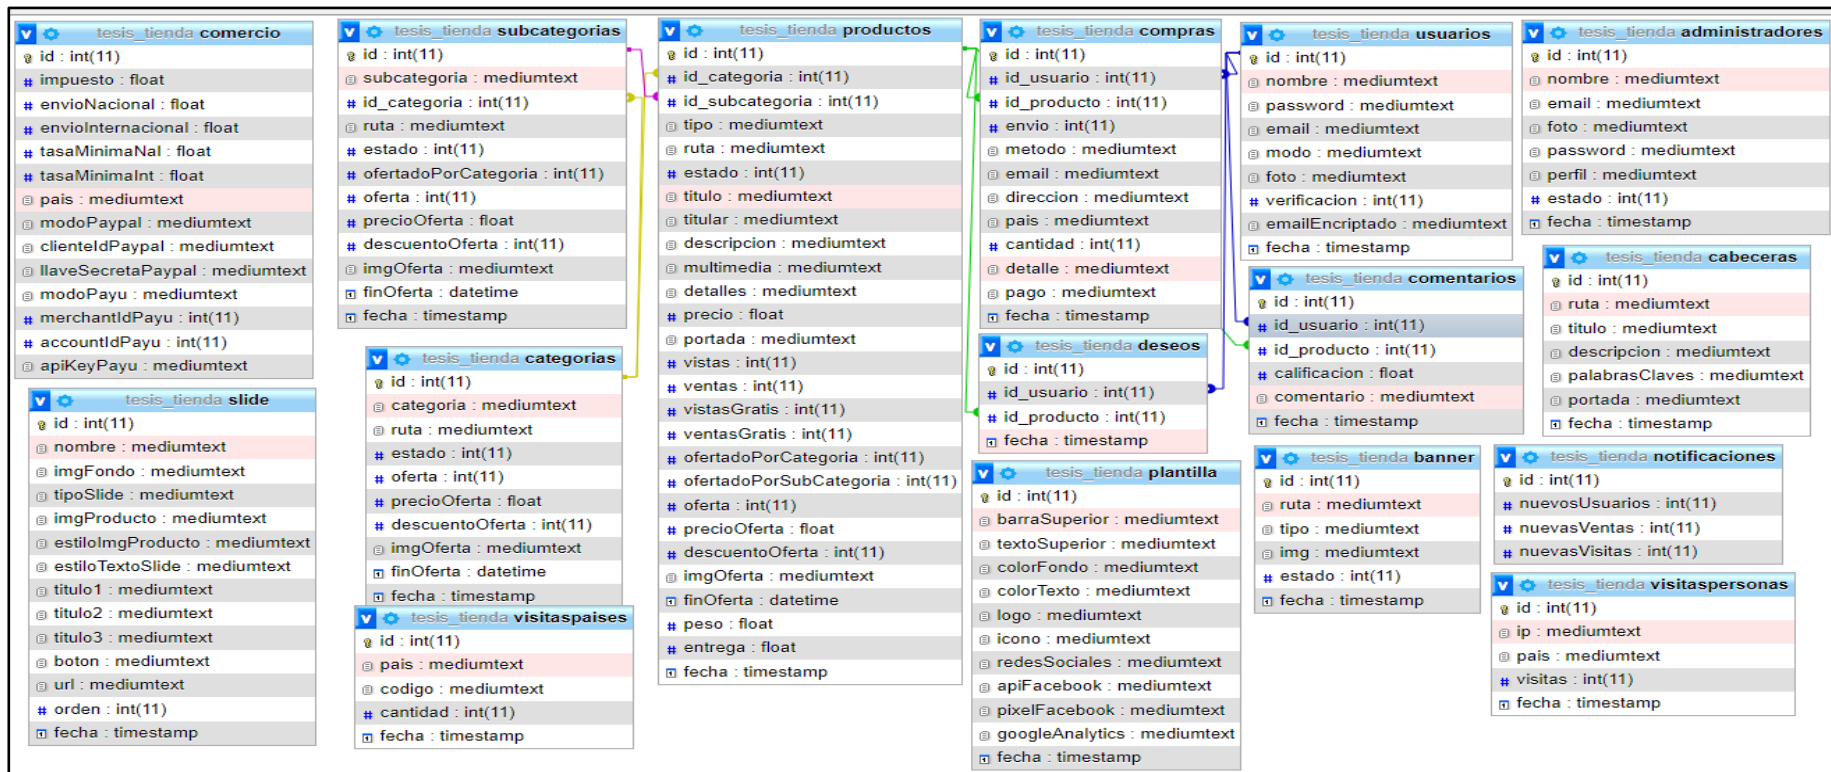 tesis_tienda comercio
id : int(11)
impuesto : float
envioNacional : float
envioInternacional : float
tasaMinimaNal : float
tasaMinimaInt : float
pais : mediumtext
modoPaypal : mediumtext
clienteIdPaypal : mediumtext
llaveSecretaPaypal : mediumtext
modoPayu : mediumtext
merchantIdPayu : int(11)
accountIdPayu : int(11)
apiKeyPayu : mediumtext
tesis_tienda slide
id : int(11)
nombre : mediumtext
imgFondo : mediumtext
tipoSlide : mediumtext
imgProducto : mediumtext
estiloImgProducto : mediumtext
estiloTextoSlide : mediumtext
titulo1 : mediumtext
titulo2 : mediumtext
titulo3 : mediumtext
boton : mediumtext
url : mediumtext
orden : int(11)
fecha : timestamp
tesis_tienda subcategorias
id : int(11)
subcategoria : mediumtext
id_categoria : int(11)
ruta : mediumtext
estado : int(11)
ofertadoPorCategoria : int(11)
oferta : int(11)
precioOferta : float
descuentoOferta : int(11)
imgOferta : mediumtext
finOferta : datetime
fecha : timestamp
tesis_tienda categorias
id : int(11)
categoria : mediumtext
ruta : mediumtext
estado : int(11)
oferta : int(11)
precioOferta : float
descuentoOferta : int(11)
imgOferta : mediumtext
finOferta : datetime
fecha : timestamp
tesis_tienda visitaspaises
id : int(11)
pais : mediumtext
codigo : mediumtext
cantidad : int(11)
fecha : timestamp
tesis_tienda productos
id : int(11)
id_categoria : int(11)
id_subcategoria : int(11)
tipo : mediumtext
ruta : mediumtext
estado : int(11)
titulo : mediumtext
titular : mediumtext
descripcion : mediumtext
multimedia : mediumtext
detalles : mediumtext
precio : float
portada : mediumtext
vistas : int(11)
ventas : int(11)
vistasGratis : int(11)
ventasGratis : int(11)
ofertadoPorCategoria : int(11)
ofertadoPorSubCategoria : int(11)
oferta : int(11)
precioOferta : float
descuentoOferta : int(11)
imgOferta : mediumtext
finOferta : datetime
peso : float
entrega : float
fecha : timestamp
tesis_tienda compras
id : int(11)
id_usuario : int(11)
id_producto : int(11)
envio : int(11)
metodo : mediumtext
email : mediumtext
direccion : mediumtext
pais : mediumtext
cantidad : int(11)
detalle : mediumtext
pago : mediumtext
tesis_tienda deseos
id : int(11)
id_usuario : int(11)
id_producto : int(11)
fecha : timestamp
tesis_tienda plantilla
id : int(11)
barraSuperior : mediumtext
textoSuperior : mediumtext
colorFondo : mediumtext
colorTexto : mediumtext
logo : mediumtext
icono : mediumtext
redesSociales : mediumtext
apiFacebook : mediumtext
pixelFacebook : mediumtext
googleAnalytics : mediumtext
fecha : timestamp
tesis_tienda usuarios
id : int(11)
nombre : mediumtext
password : mediumtext
email : mediumtext
modo : mediumtext
foto : mediumtext
verificacion : int(11)
emailEncriptado : mediumtext
fecha : timestamp
tesis_tienda comentarios
id : int(11)
id_usuario : int(11)
id_producto : int(11)
calificacion : float
comentario : mediumtext
fecha : timestamp
tesis_tienda banner
id : int(11)
ruta : mediumtext
tipo : mediumtext
img : mediumtext
estado : int(11)
fecha : timestamp
tesis_tienda administradores
id : int(11)
nombre : mediumtext
email : mediumtext
foto : mediumtext
password : mediumtext
perfil : mediumtext
estado : int(11)
fecha : timestamp
tesis_tienda cabeceras
id : int(11)
ruta : mediumtext
titulo : mediumtext
descripcion : mediumtext
palabrasClaves : mediumtext
portada : mediumtext
fecha : timestamp
tesis_tienda notificaciones
id : int(11)
nuevosUsuarios : int(11)
nuevasVentas : int(11)
nuevasVisitas : int(11)
tesis_tienda visitaspersonas
id : int(11)
ip : mediumtext
pais : mediumtext
visitas : int(11)
fecha : timestamp